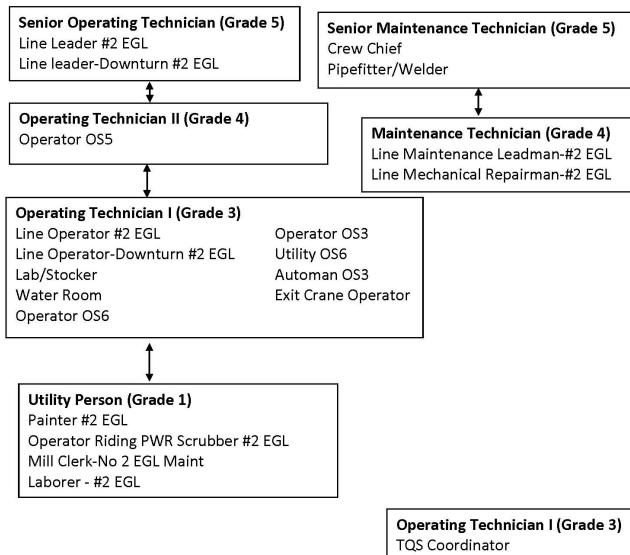 Senior Operating Technician (Grade 5)
Line Leader #2 EGL
Line leader-Downturn #2 EGL
Senior Maintenance Technician (Grade 5)
Crew Chief
Pipefitter/Welder
Operating Technician II (Grade 4)
Operator OS5
Maintenance Technician (Grade 4)
Line Maintenance Leadman-#2 EGL
Line Mechanical Repairman-#2 EGL
Operating Technician I (Grade 3)
Line Operator #2 EGL
Line Operator-Downturn #2 EGL
Lab/Stocker
Water Room
Operator OS6
Operator OS3
Utility OS6
Automan OS3
Exit Crane Operator
Utility Person (Grade 1)
Painter #2 EGL
Operator Riding PWR Scrubber #2 EGL
Mill Clerk-No 2 EGL Maint
Laborer - #2 EGL
Operating Technician I (Grade 3)
TQS Coordinator